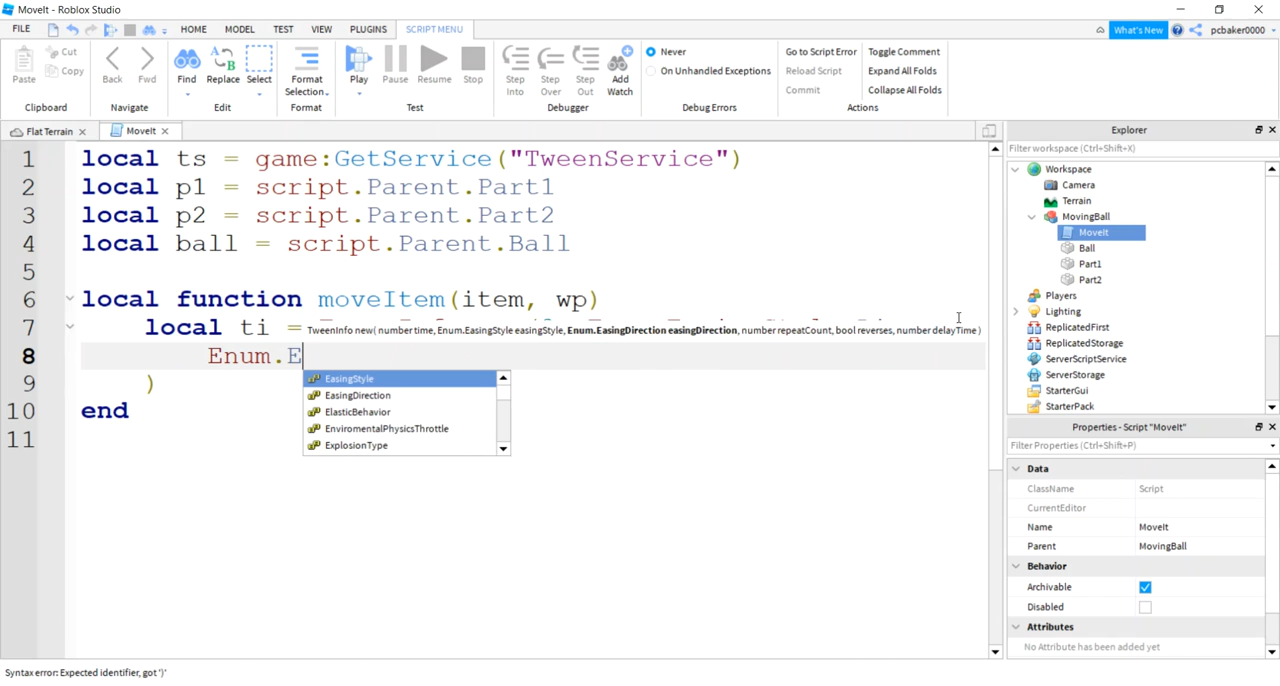 MoveIt - Roblox Studio
FILE HOME MODEL TEST VIEW PLUGINS SCRIPT MENU What's New pcbaker0000
Paste Cut Copy Back Fwd Find Replace Select Format Selection Play Pause Resume Stop Step Into Step Over Step Out Add Watch Never On Unhandled Exceptions Go to Script Error Reload Script Commit Toggle Comment Expand All Folds Collapse All Folds
Clipboard Navigate Edit Format Test Debugger Debug Errors Actions
Flat Terrain MoveIt
1 local ts = game:GetService("TweenService")
2 local p1 = script.Parent.Part1
3 local p2 = script.Parent.Part2
4 local ball = script.Parent.Ball
5
6 local function moveItem(item, wp)
7 local ti =
TweenInfo new( number time, Enum.EasingStyle easingStyle, Enum.EasingDirection easingDirection, number repeatCount, bool reverses, number delayTime )
8 Enum.E
EasingStyle
EasingDirection
ElasticBehavior
EnviromentalPhysicsThrottle
ExplosionType
9 )
10 end
11
Explorer
Filter workspace (Ctrl+Shift+X)
Workspace
Camera
Terrain
MovingBall
MoveIt
Ball
Part1
Part2
Players
Lighting
ReplicatedFirst
ReplicatedStorage
ServerScriptService
ServerStorage
StarterGui
StarterPack
Properties - Script "MoveIt"
Filter Properties (Ctrl+Shift+P)
Data
ClassName Script
CurrentEditor
Name MoveIt
Parent MovingBall
Behavior
Archivable
Disabled
Attributes
No Attribute has been added yet
Syntax error: Expected identifier, got ')'